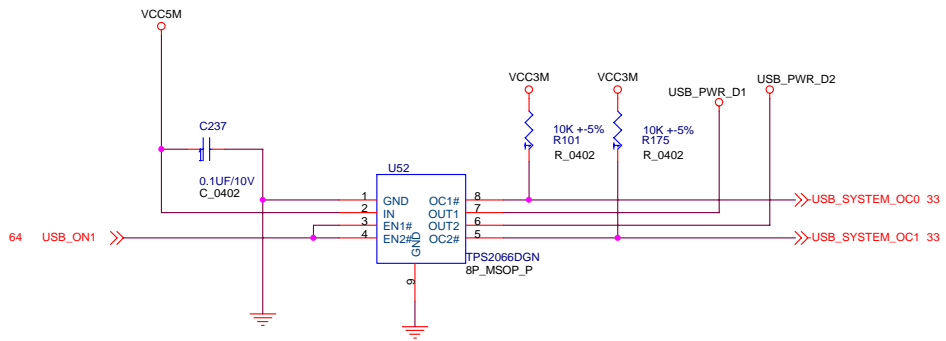 VCC5M
VCC3M
VCC3M
USB_PWR_D2
USB_PWR_D1
C237
0.1UF/10V
C_0402
10K +-5%
R101
R_0402
10K +-5%
R175
R_0402
U52
1 GND OC1# 8
2 IN OUT1 7
3 EN1# OUT2 6
4 EN2# OC2# 5
GND
9
TPS2066DGN
8P_MSOP_P
USB_SYSTEM_OC0 33
USB_SYSTEM_OC1 33
64 USB_ON1